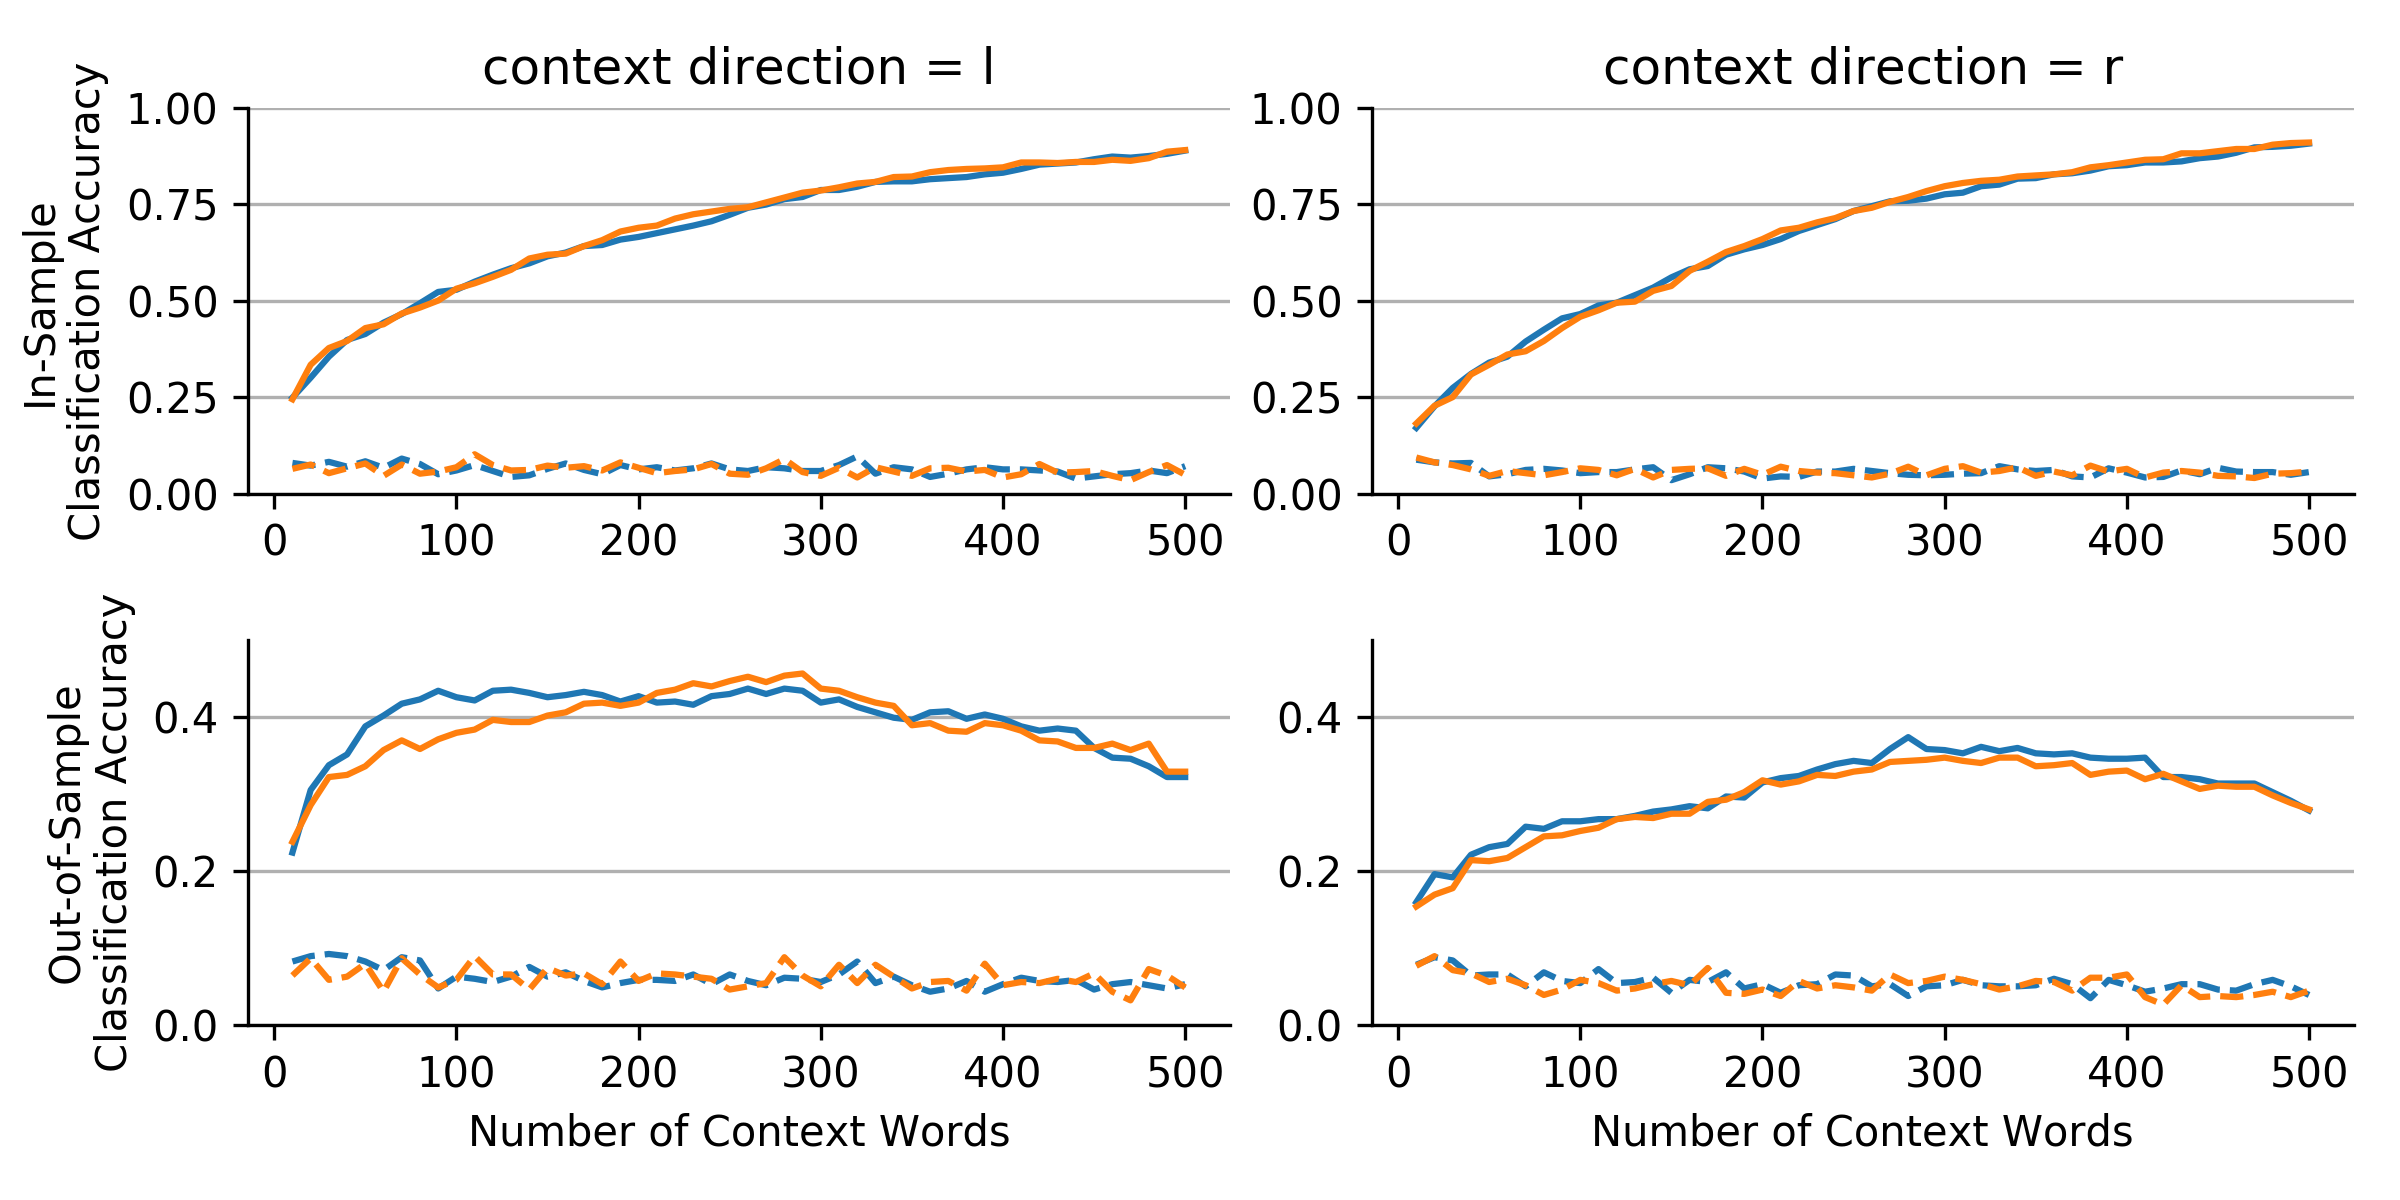 context direction = l
context direction = r
In-Sample
Classification Accuracy
1.00
0.75
0.50
0.25
0.00
0 100 200 300 400 500
1.00
0.75
0.50
0.25
0.00
0 100 200 300 400 500
Out-of-Sample
Classification Accuracy
0.4
0.2
0.0
0 100 200 300 400 500
Number of Context Words
0.4
0.2
0.0
0 100 200 300 400 500
Number of Context Words